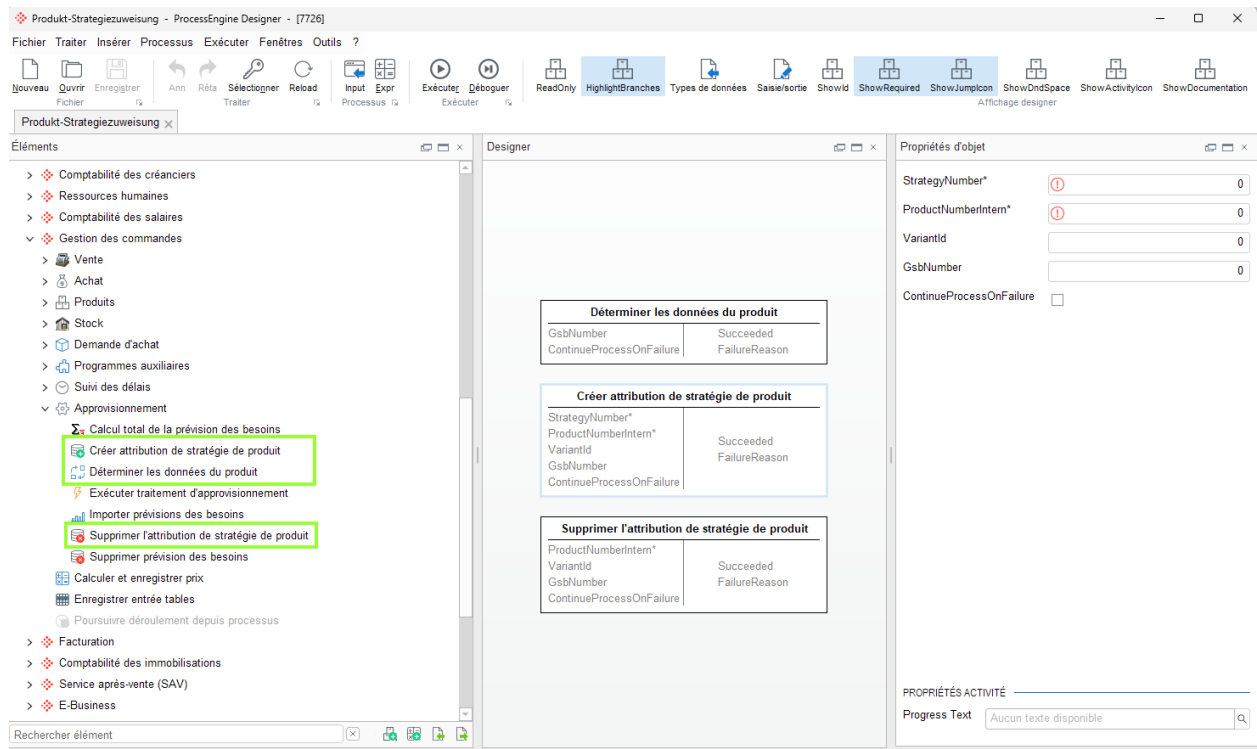 Produkt-Strategiezuweisung - ProcessEngine Designer - [7726]
Fichier Traiter Insérer Processus Exécuter Fenêtres Outils ?
Nouveau Ouvrir Enregistrer Ann Réta Sélectionner Reload Input Expr Exécuter Déboguer ReadOnly HighlightBranches Types de données Saisie/sortie ShowId ShowRequired ShowJumpIcon ShowDndSpace ShowActivityIcon ShowDocumentation
Fichier Traiter Processus Exécuter Affichage designer
Produkt-Strategiezuweisung
Éléments
Comptabilité des créanciers
Ressources humaines
Comptabilité des salaires
Gestion des commandes
Vente
Achat
Produits
Stock
Demande d'achat
Programmes auxiliaires
Suivi des délais
Approvisionnement
Calcul total de la prévision des besoins
Créer attribution de stratégie de produit
Déterminer les données du produit
Exécuter traitement d'approvisionnement
Importer prévisions des besoins
Supprimer l'attribution de stratégie de produit
Supprimer prévision des besoins
Calculer et enregistrer prix
Enregistrer entrée tables
Poursuivre déroulement depuis processus
Facturation
Comptabilité des immobilisations
Service après-vente (SAV)
E-Business
Rechercher élément
Designer
Déterminer les données du produit
GsbNumber Succeeded
ContinueProcessOnFailure FailureReason
Créer attribution de stratégie de produit
StrategyNumber*
ProductNumberIntern*
VariantId
GsbNumber
ContinueProcessOnFailure
Succeeded
FailureReason
Supprimer l'attribution de stratégie de produit
ProductNumberIntern*
VariantId Succeeded
GsbNumber FailureReason
ContinueProcessOnFailure
Propriétés d'objet
StrategyNumber* 0
ProductNumberIntern* 0
VariantId 0
GsbNumber 0
ContinueProcessOnFailure
PROPRIÉTÉS ACTIVITÉ
Progress Text Aucun texte disponible